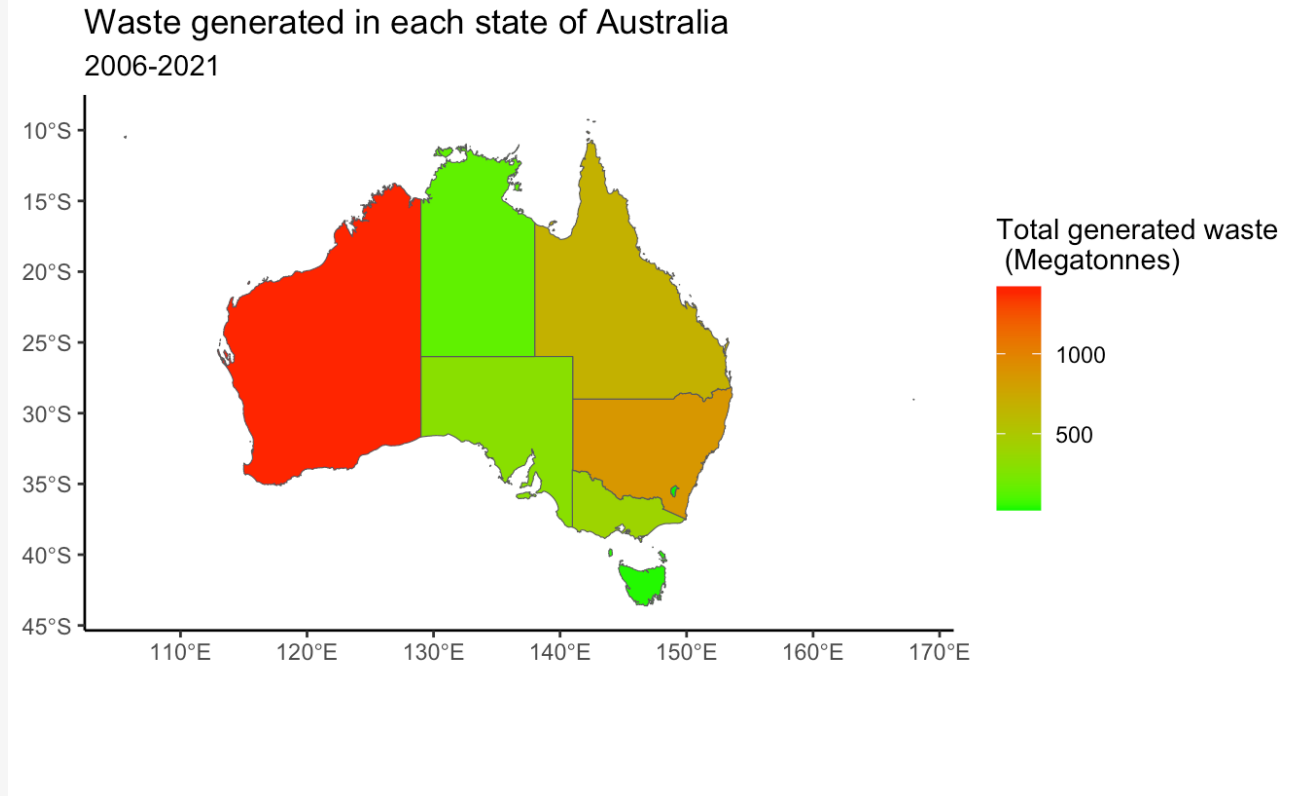 Waste generated in each state of Australia
2006-2021
10°S
15°S
20°S
25°S
30°S
35°S
40°S
45°S
110°E
120°E
130°E
140°E
150°E
160°E
170°E
Total generated waste
(Megatonnes)
1000
500